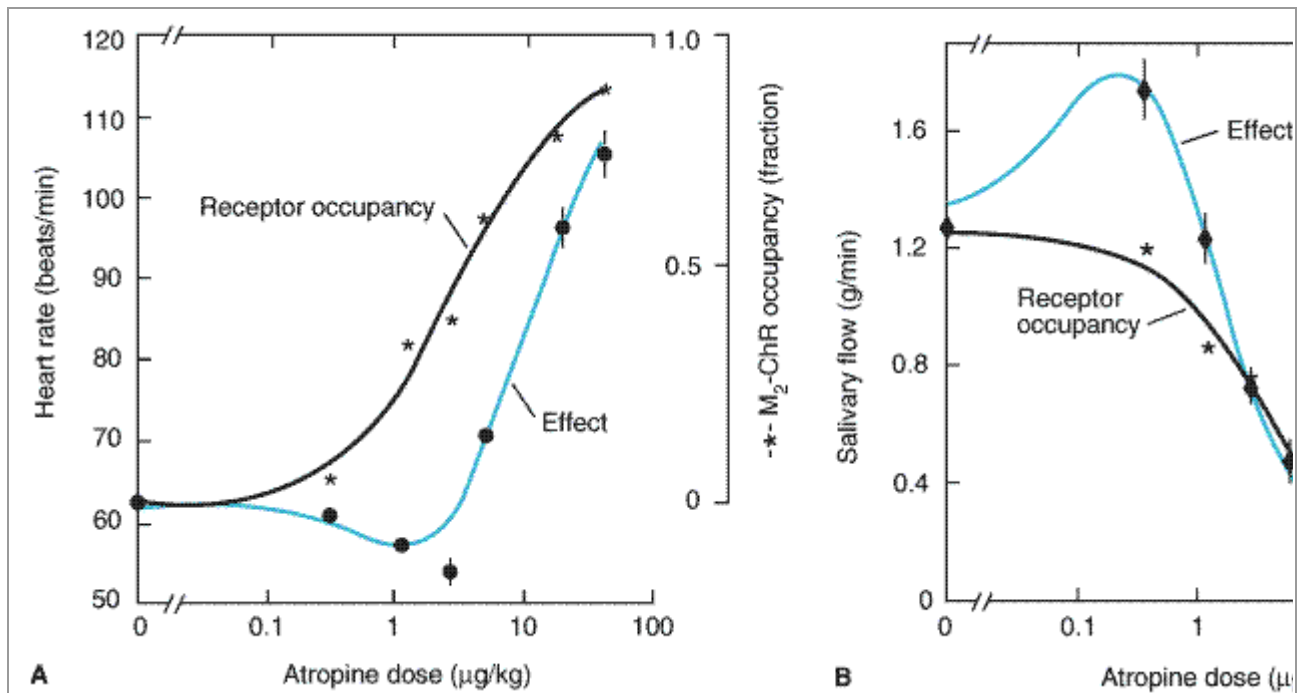 120
110
100
90
80
70
60
50
Heart rate (beats/min)
Receptor occupancy
Effect
1.0
0.5
0
-*- M₂-ChR occupancy (fraction)
0
0.1
1
10
100
A
Atropine dose (μg/kg)
1.6
1.2
0.8
0.4
0
Salivary flow (g/min)
Effect
Receptor
occupancy
0
0.1
1
B
Atropine dose (μ